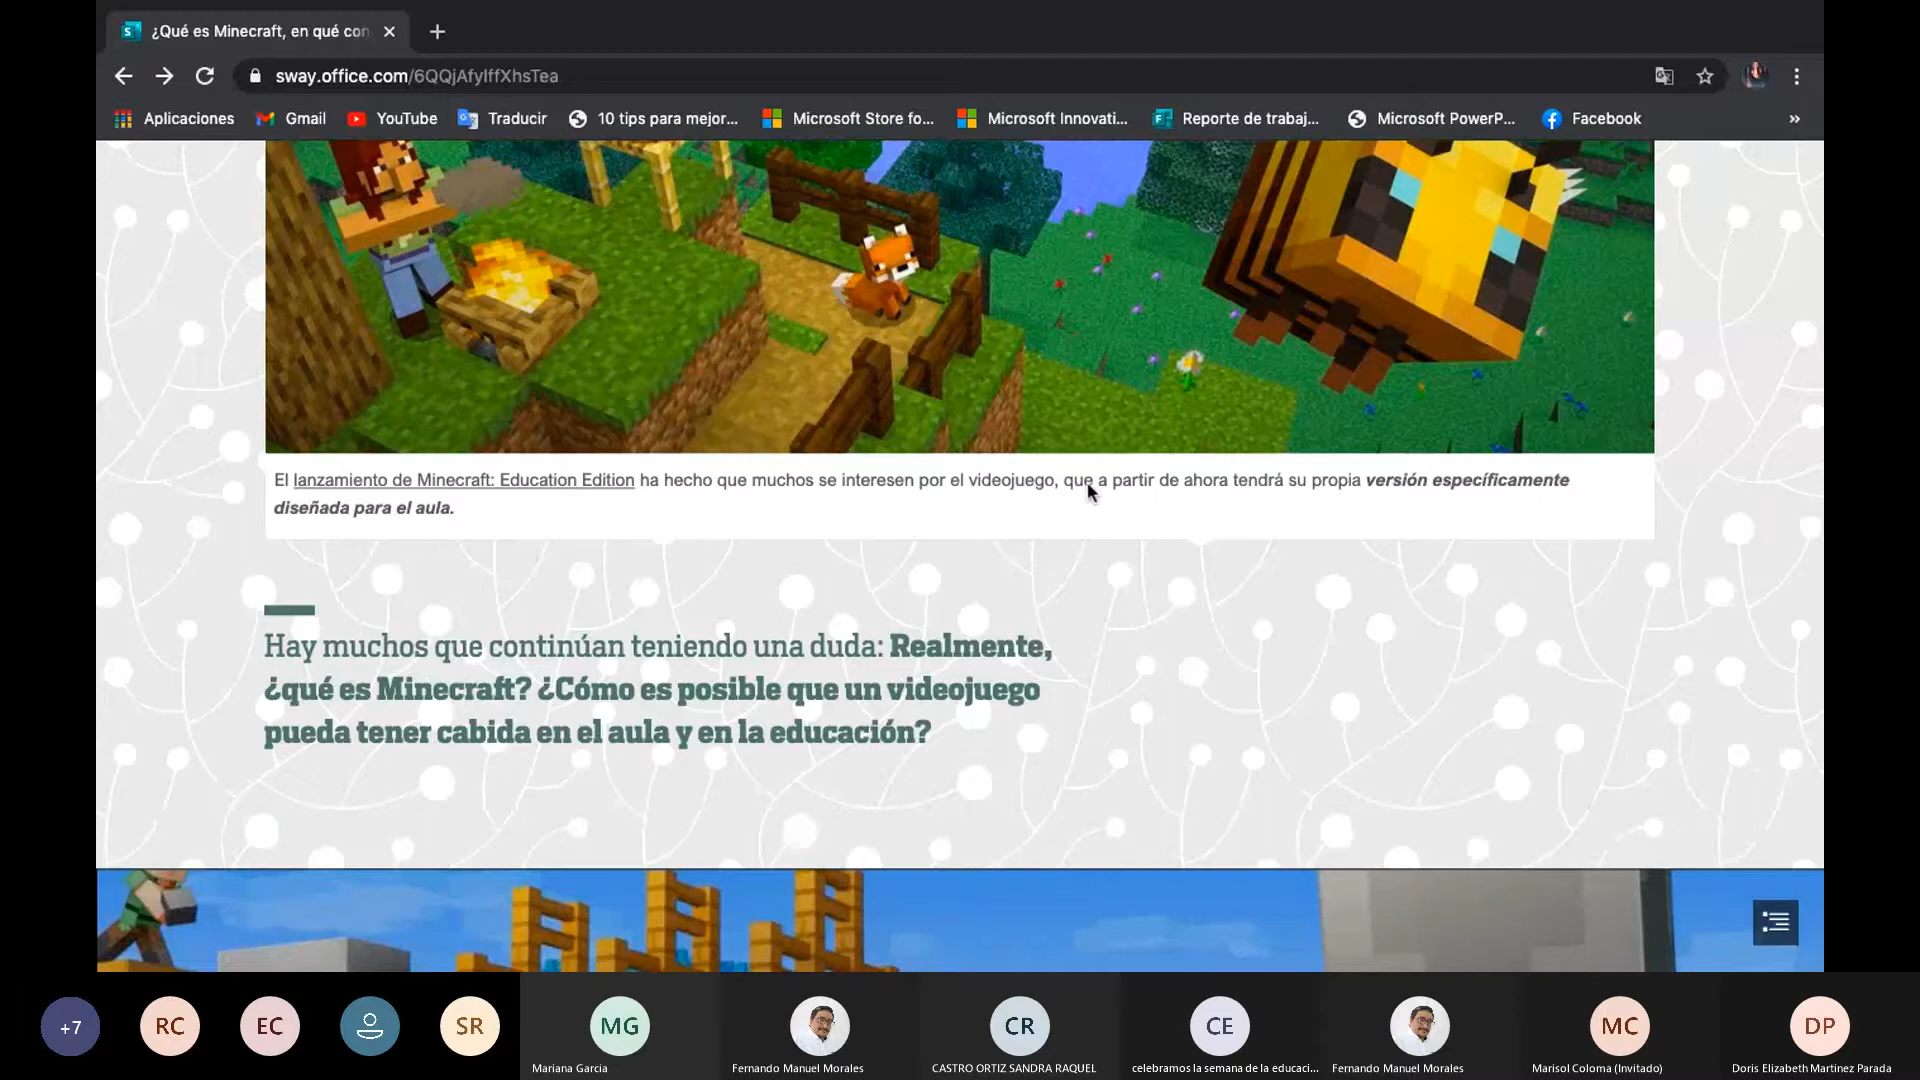 ¿Qué es Minecraft, en qué con
sway.office.com/6QQjAfyIffXhsTea
Aplicaciones Gmail YouTube Traducir 10 tips para mejor... Microsoft Store fo... Microsoft Innovati... Reporte de trabaj... Microsoft PowerP... Facebook »
El lanzamiento de Minecraft: Education Edition ha hecho que muchos se interesen por el videojuego, que a partir de ahora tendrá su propia versión específicamente
diseñada para el aula.
Hay muchos que continúan teniendo una duda: Realmente,
¿qué es Minecraft? ¿Cómo es posible que un videojuego
pueda tener cabida en el aula y en la educación?
+7 RC EC SR MG CR CE MC DP
Mariana Garcia Fernando Manuel Morales CASTRO ORTIZ SANDRA RAQUEL celebramos la semana de la educaci... Fernando Manuel Morales Marisol Coloma (Invitado) Doris Elizabeth Martinez Parada